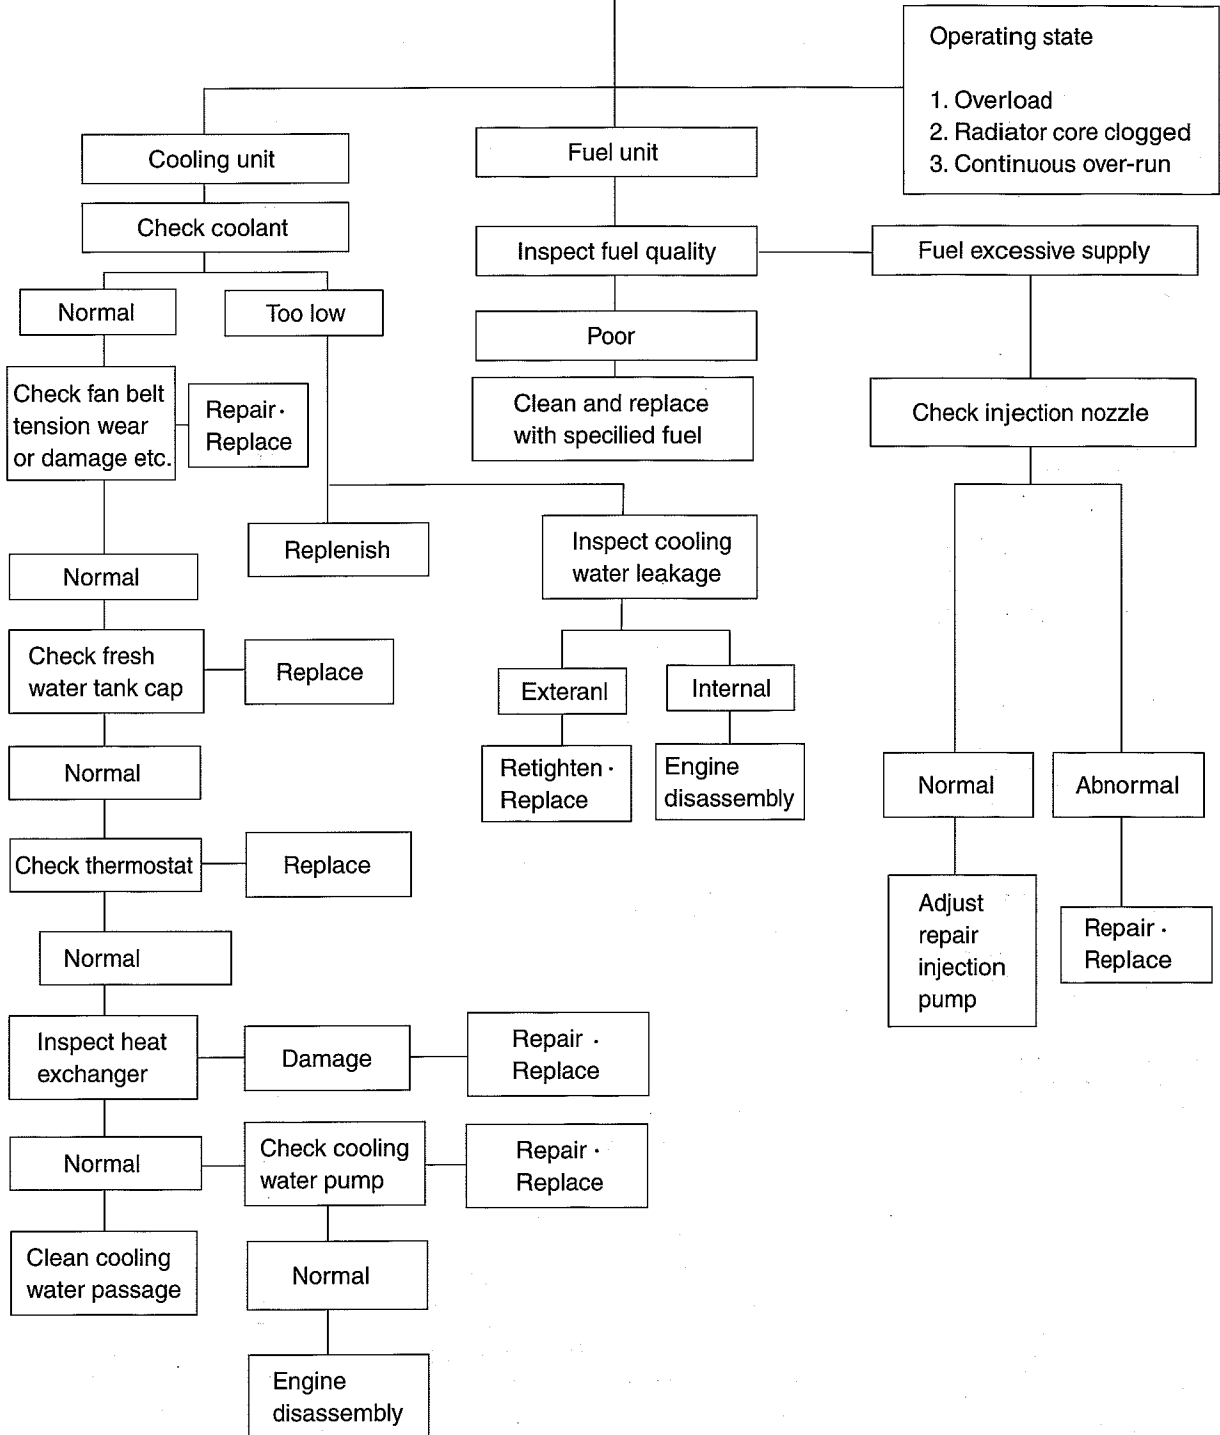 Operating state
1. Overload
2. Radiator core clogged
3. Continuous over-run
Cooling unit
Fuel unit
Check coolant
Inspect fuel quality
Fuel excessive supply
Normal
Too low
Poor
Check fan belt
tension wear
or damage etc.
Repair·
Replace
Clean and replace
with specilied fuel
Check injection nozzle
Replenish
Inspect cooling
water leakage
Normal
Check fresh
water tank cap
Replace
Exteranl
Internal
Normal
Retighten·
Replace
Engine
disassembly
Normal
Abnormal
Check thermostat
Replace
Adjust
repair
injection
pump
Repair·
Replace
Normal
Inspect heat
exchanger
Damage
Repair ·
Replace
Normal
Check cooling
water pump
Repair·
Replace
Clean cooling
water passage
Normal
Engine
disassembly